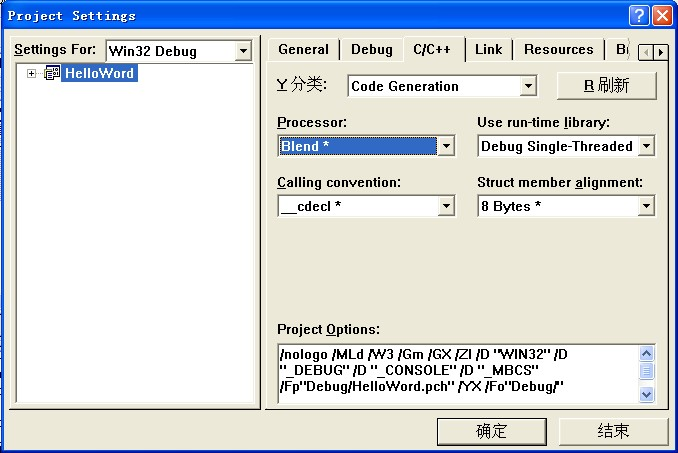 Project Settings
Settings For: Win32 Debug
HelloWord
General Debug C/C++ Link Resources
Y 分类: Code Generation R 刷新
Processor: Use run-time library:
Blend * Debug Single-Threaded
Calling convention: Struct member alignment:
__cdecl * 8 Bytes *
Project Options:
/nologo /MLd /W3 /Gm /GX /ZI /D "WIN32" /D
"_DEBUG" /D "_CONSOLE" /D "_MBCS"
/Fp"Debug/HelloWord.pch" /YX /Fo"Debug/"
确定 结束